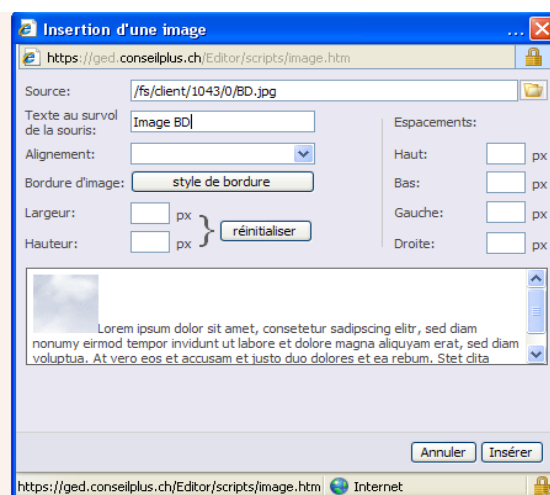 Insertion d'une image ...
https://ged.conseilplus.ch/Editor/scripts/image.htm
Source: /fs/client/1043/0/BD.jpg
Texte au survol de la souris: Image BD
Espacements:
Alignement:
Haut: px
Bordure d'image: style de bordure
Bas: px
Largeur: px
Gauche: px
Hauteur: px } réinitialiser
Droite: px
Lorem ipsum dolor sit amet, consetetur sadipscing elitr, sed diam
nonumy eirmod tempor invidunt ut labore et dolore magna aliquyam erat, sed diam
voluptua. At vero eos et accusam et justo duo dolores et ea rebum. Stet clita
Annuler Insérer
https://ged.conseilplus.ch/Editor/scripts/image.htm Internet